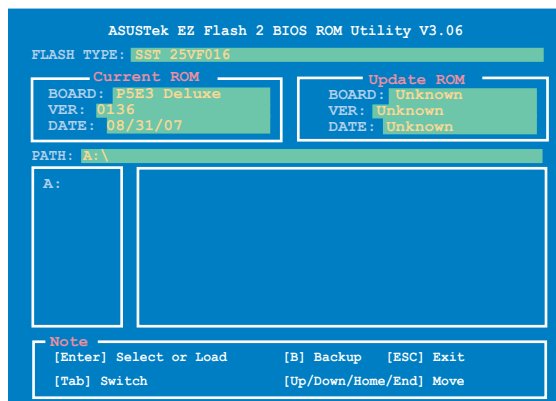 ASUSTek EZ Flash 2 BIOS ROM Utility V3.06
FLASH TYPE: SST 25VF016
Current ROM
BOARD: P5E3 Deluxe
VER: 0136
DATE: 08/31/07
Update ROM
BOARD: Unknown
VER: Unknown
DATE: Unknown
PATH: A:\
A:
Note
[Enter] Select or Load [B] Backup [ESC] Exit
[Tab] Switch [Up/Down/Home/End] Move